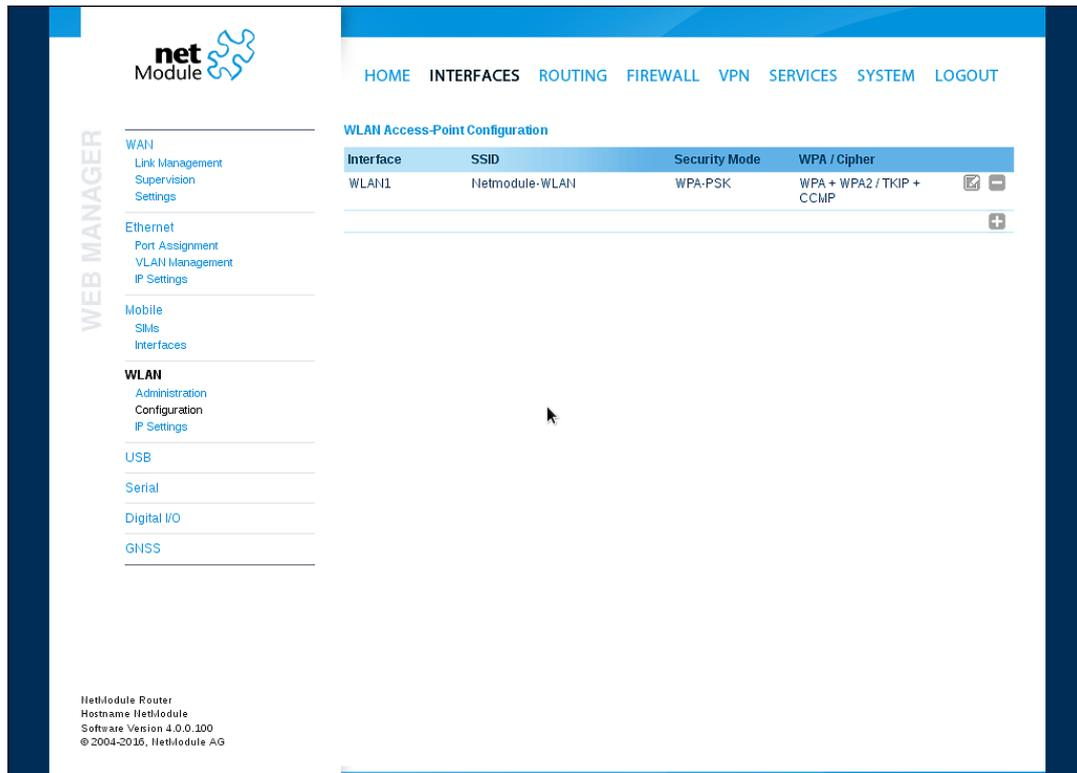 net
Module
HOME INTERFACES ROUTING FIREWALL VPN SERVICES SYSTEM LOGOUT
WEB MANAGER
WAN
Link Management
Supervision
Settings
Ethernet
Port Assignment
VLAN Management
IP Settings
Mobile
SIMs
Interfaces
WLAN
Administration
Configuration
IP Settings
USB
Serial
Digital I/O
GNSS
WLAN Access-Point Configuration
Interface SSID Security Mode WPA / Cipher
WLAN1 Netmodule-WLAN WPA-PSK WPA + WPA2 / TKIP +
CCMP
NetModule Router
Hostname NetModule
Software Version 4.0.0.100
© 2004-2016, NetModule AG